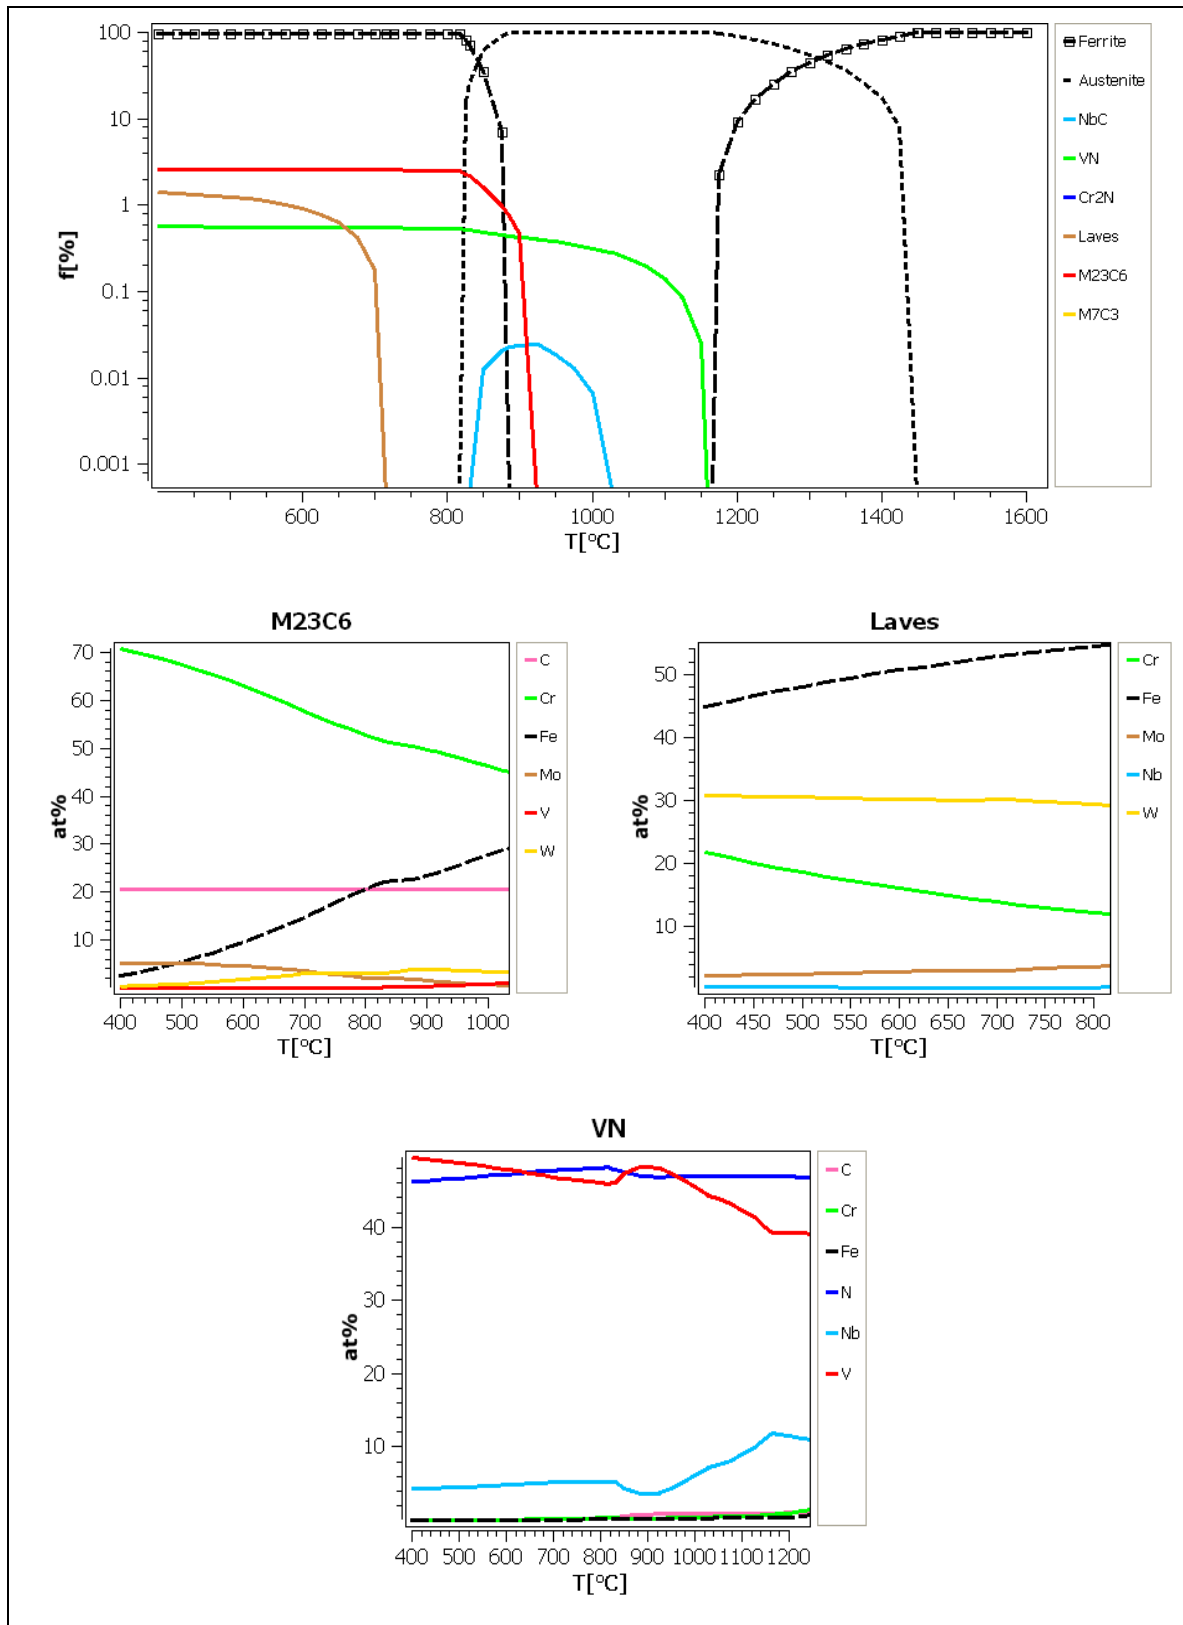 100
10
1
0.1
0.01
0.001
f[%]
600 800 1000 1200 1400 1600
T[°C]
Ferrite
Austenite
NbC
VN
Cr2N
Laves
M23C6
M7C3
M23C6
70
60
50
40
30
20
10
at%
400 500 600 700 800 900 1000
T[°C]
C
Cr
Fe
Mo
V
W
Laves
50
40
30
20
10
at%
400 450 500 550 600 650 700 750 800
T[°C]
Cr
Fe
Mo
Nb
W
VN
40
30
20
10
at%
400 500 600 700 800 900 1000 1100 1200
T[°C]
C
Cr
Fe
N
Nb
V